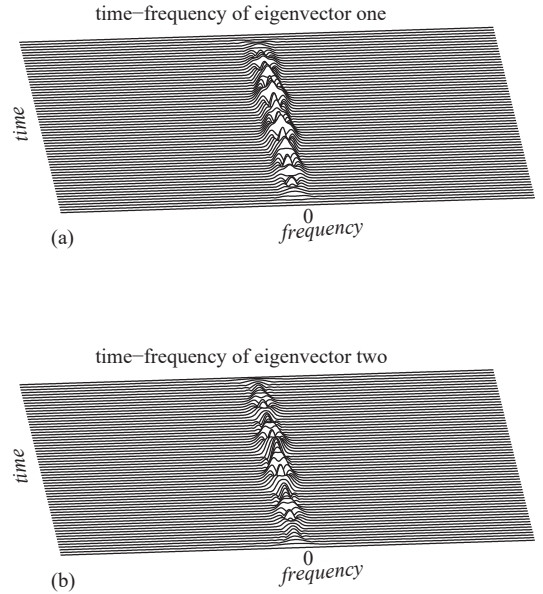 time−frequency of eigenvector one
time
0
frequency
(a)
time−frequency of eigenvector two
time
0
frequency
(b)